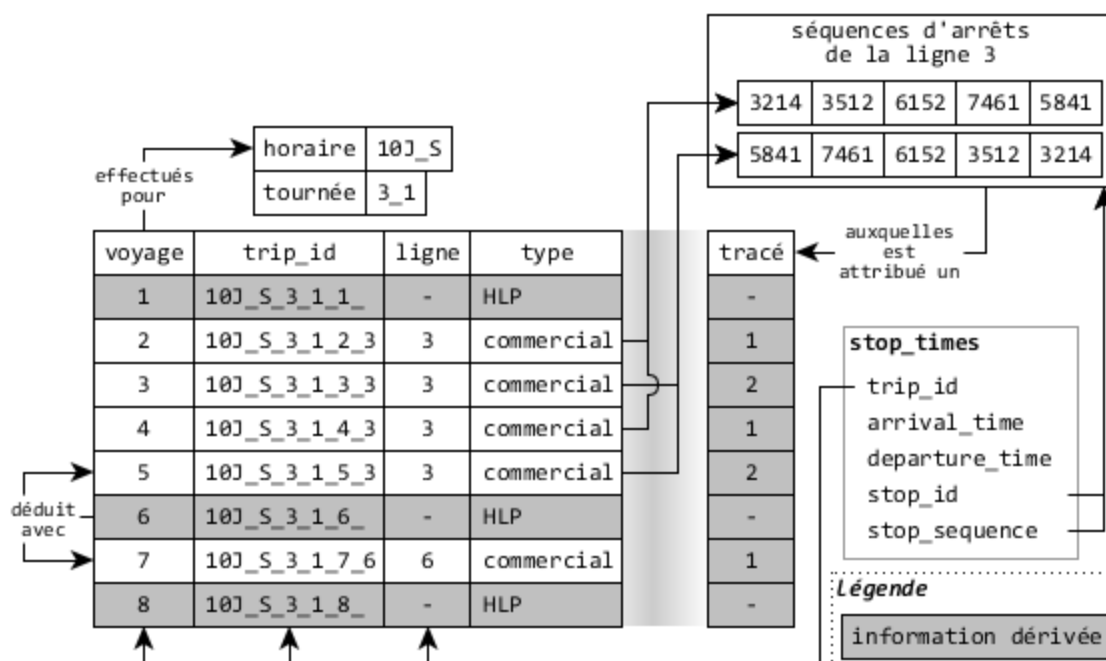 séquences d'arrêts
de la ligne 3
3214 3512 6152 7461 5841
5841 7461 6152 3512 3214
horaire 10J_S
tournée 3_1
effectués
pour
auxquelles
est
attribué un
voyage trip_id ligne type tracé
1 10J_S_3_1_1_ - HLP -
2 10J_S_3_1_2_3 3 commercial 1
3 10J_S_3_1_3_3 3 commercial 2
4 10J_S_3_1_4_3 3 commercial 1
5 10J_S_3_1_5_3 3 commercial 2
6 10J_S_3_1_6_ - HLP -
7 10J_S_3_1_7_6 6 commercial 1
8 10J_S_3_1_8_ - HLP -
déduit
avec
stop_times
trip_id
arrival_time
departure_time
stop_id
stop_sequence
Légende
information dérivée